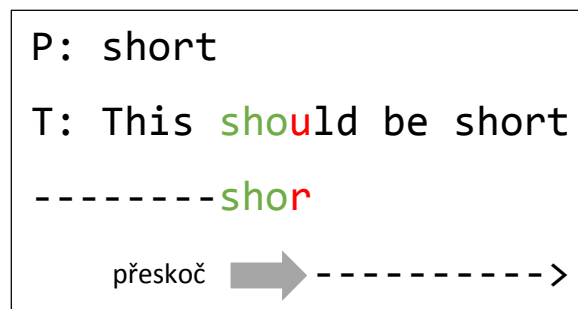 P: short
T: This should be short
--------shor
přeskoč ----------->